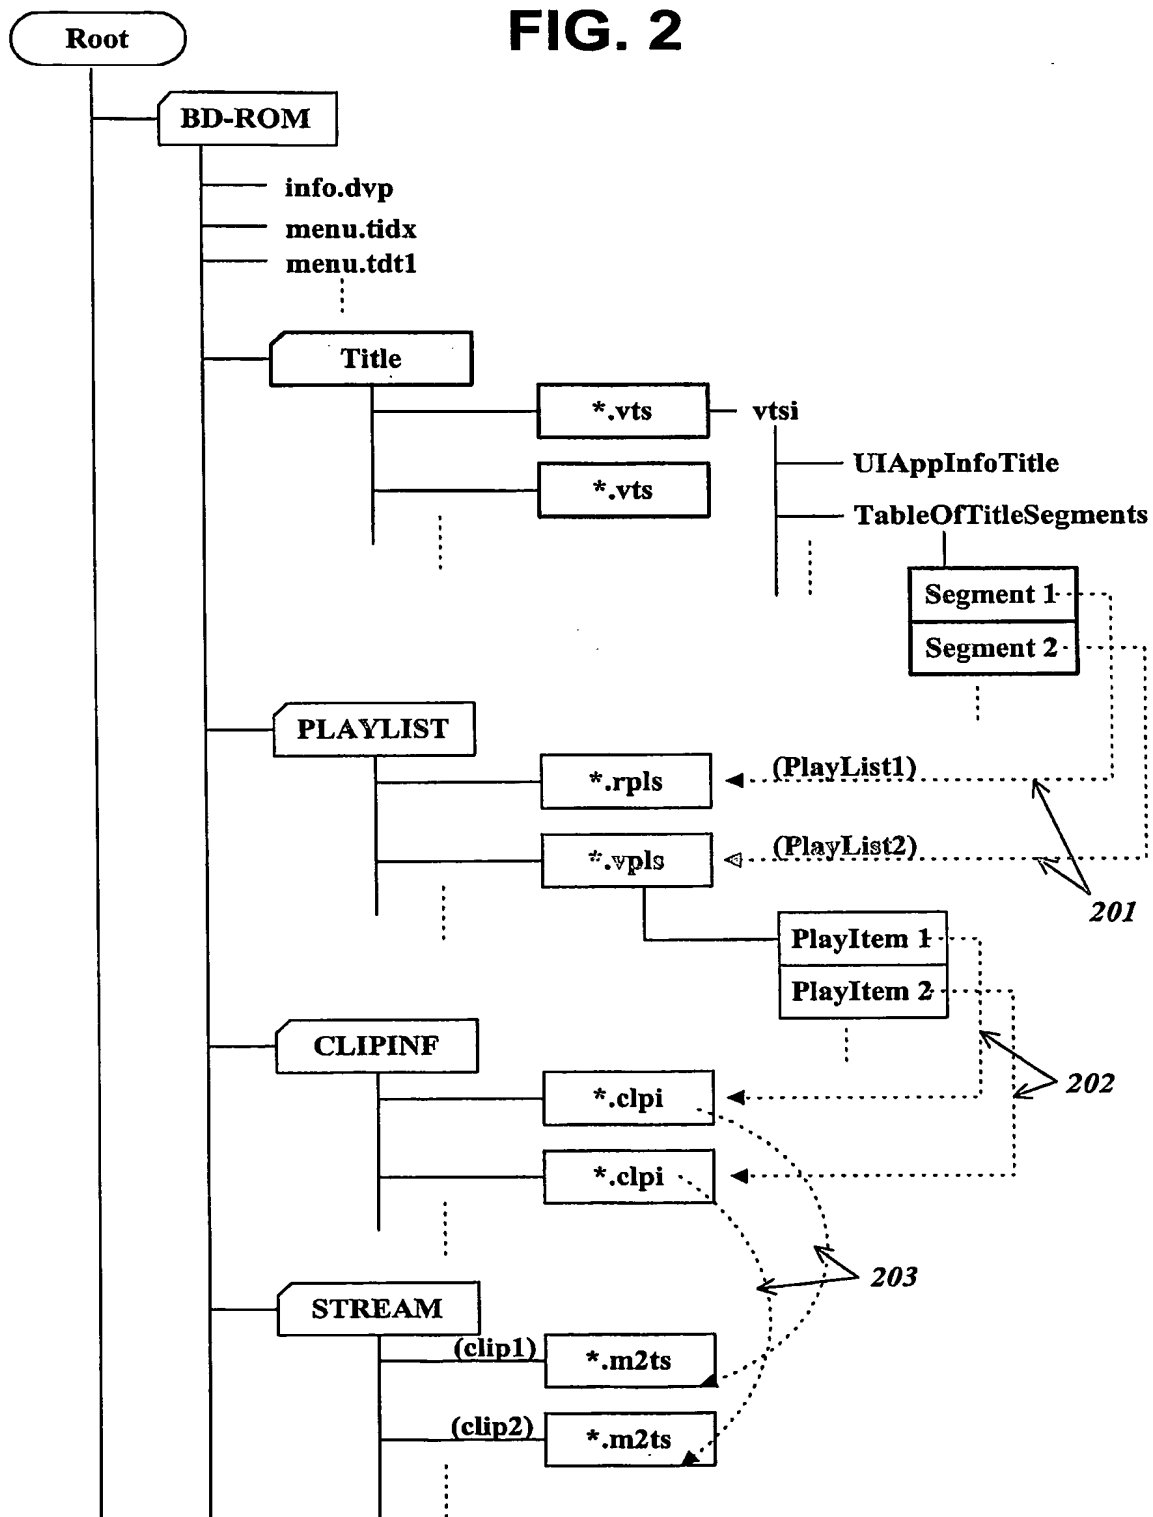 FIG. 2
Root
BD-ROM
info.dvp
menu.tidx
menu.tdt1
Title
*.vts
vtsi
UIAppInfoTitle
*.vts
TableOfTitleSegments
Segment 1
Segment 2
PLAYLIST
*.rpls
(PlayList1)
*.vpls
(PlayList2)
201
PlayItem 1
PlayItem 2
CLIPINF
*.clpi
202
*.clpi
203
STREAM
(clip1)
*.m2ts
(clip2)
*.m2ts